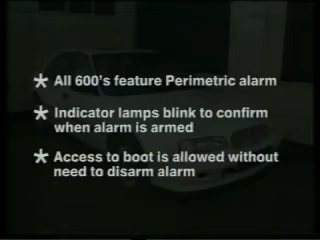 * All 600's feature Perimetric alarm
* Indicator lamps blink to confirm
when alarm is armed
* Access to boot is allowed without
need to disarm alarm